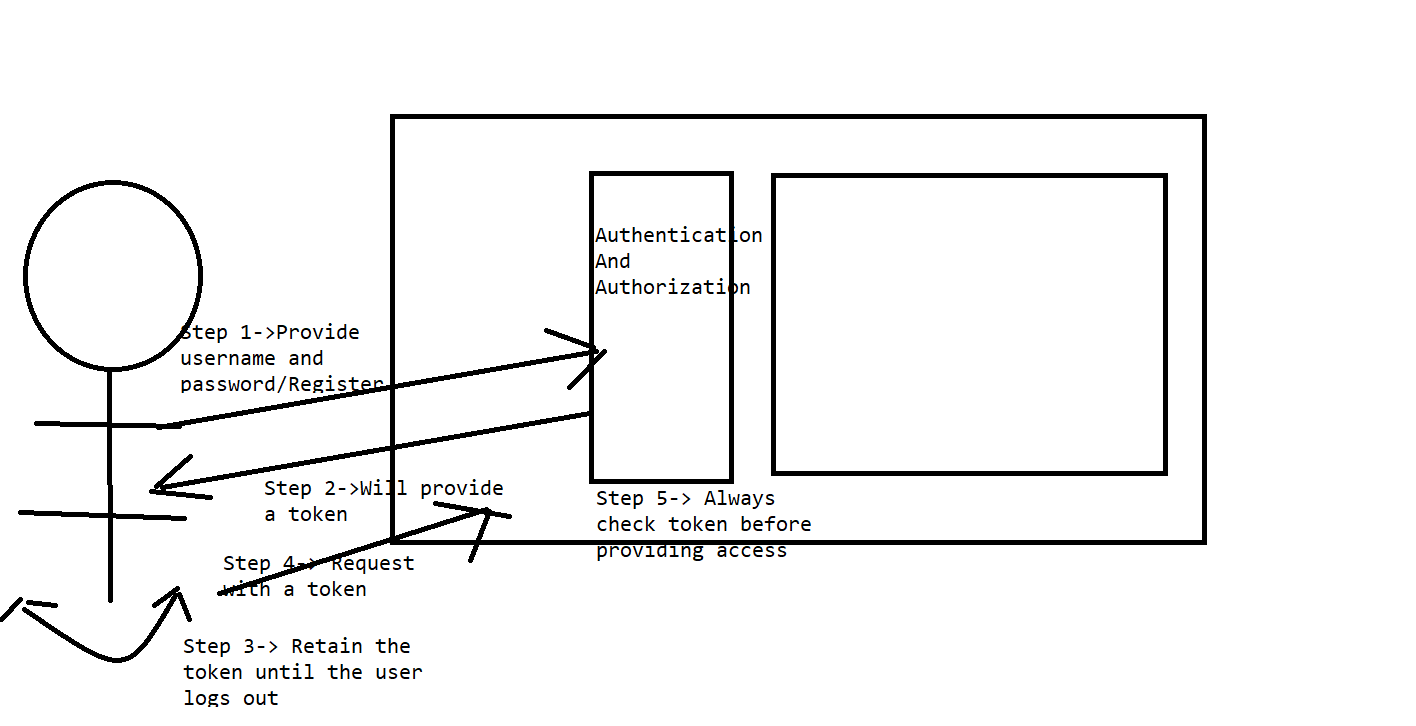 Authentication
And
Authorization
Step 1->Provide
username and
password/Register
Step 2->Will provide
a token
Step 5-> Always
check token before
providing access
Step 4-> Request
with a token
Step 3-> Retain the
token until the user
logs out